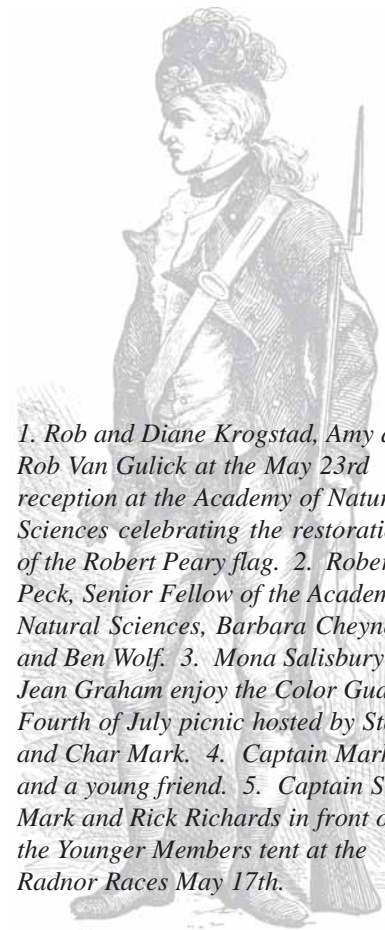 1. Rob and Diane Krogstad, Amy
Rob Van Gulick at the May 23rd
reception at the Academy of
Sciences celebrating the
of the Robert Peary flag. 2.
Peck, Senior Fellow of the
Natural Sciences, Barbara
and Ben Wolf. 3. Mona Salisbury
Jean Graham enjoy the Color
Fourth of July picnic hosted by
and Char Mark. 4. Captain
and a young friend. 5. Captain
Mark and Rick Richards in front
the Younger Members tent at the
Radnor Races May 17th.